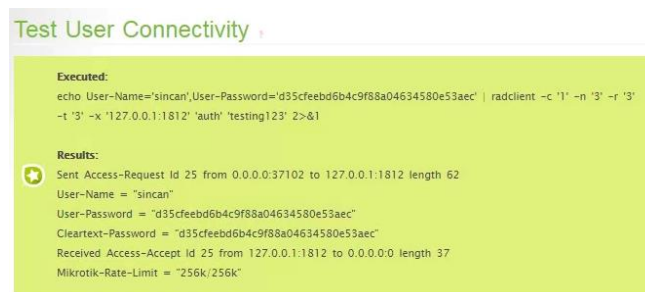 Test User Connectivity
Executed:
echo User-Name='sincan',User-Password='d35cfeebd6b4c9f88a04634580e53aec' | radclient -c '1' -n '3' -r '3'
-t '3' -x '127.0.0.1:1812' 'auth' 'testing123' 2>&1
Results:
Sent Access-Request Id 25 from 0.0.0.0:37102 to 127.0.0.1:1812 length 62
User-Name = "sincan"
User-Password = "d35cfeebd6b4c9f88a04634580e53aec"
Cleartext-Password = "d35cfeebd6b4c9f88a04634580e53aec"
Received Access-Accept Id 25 from 127.0.0.1:1812 to 0.0.0.0:0 length 37
Mikrotik-Rate-Limit = "256k/256k"